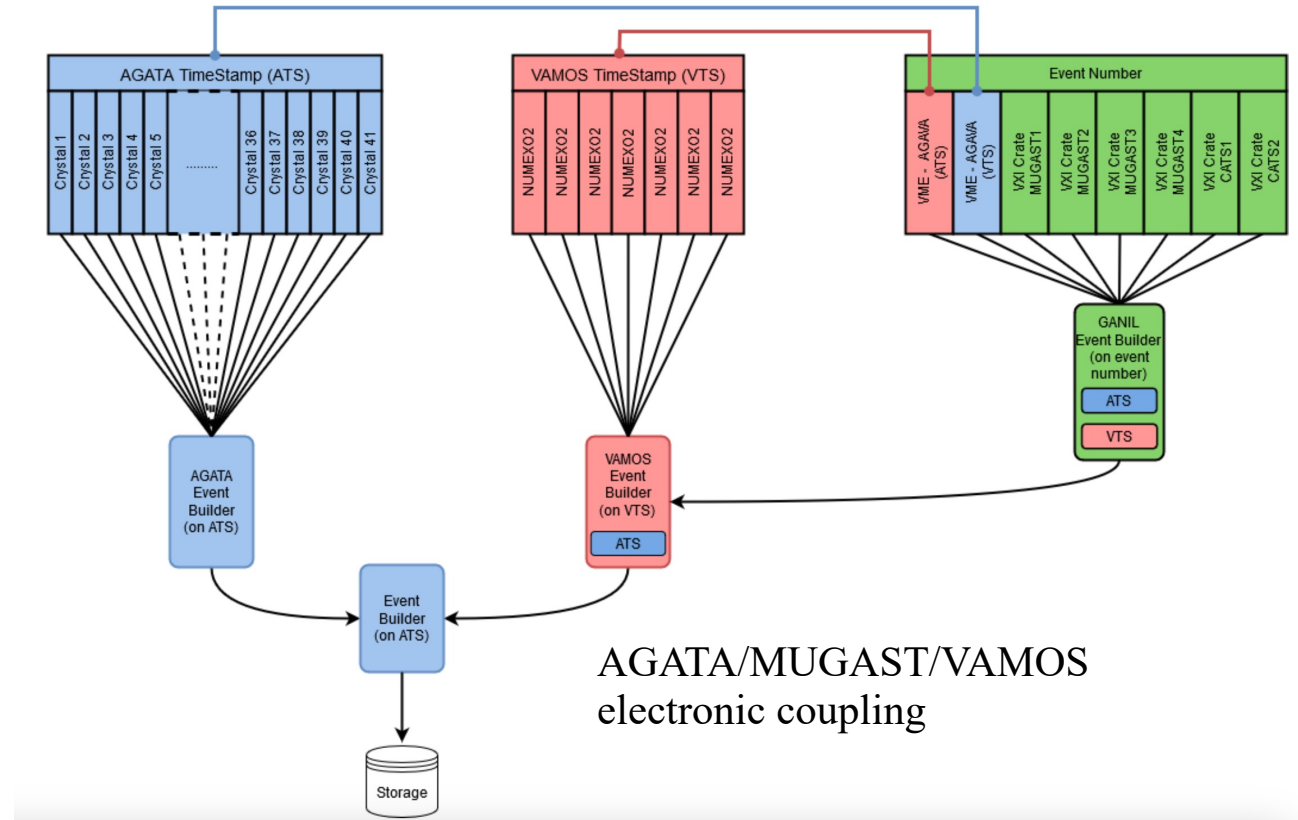 AGATA TimeStamp (ATS)
Crystal 1
Crystal 2
Crystal 3
Crystal 4
Crystal 5
.........
Crystal 36
Crystal 37
Crystal 38
Crystal 39
Crystal 40
Crystal 41
VAMOS TimeStamp (VTS)
NUMEXO2
NUMEXO2
NUMEXO2
NUMEXO2
NUMEXO2
NUMEXO2
NUMEXO2
Event Number
VME - AGAVA
(ATS)
VME - AGAVA
(VTS)
VXI Crate
MUGAST1
VXI Crate
MUGAST2
VXI Crate
MUGAST3
VXI Crate
MUGAST4
VXI Crate
CATS1
VXI Crate
CATS2
GANIL
Event Builder
(on event
number)
ATS
VTS
AGATA
Event
Builder
(on ATS)
VAMOS
Event
Builder
(on VTS)
ATS
Event
Builder
(on ATS)
AGATA/MUGAST/VAMOS
electronic coupling
Storage